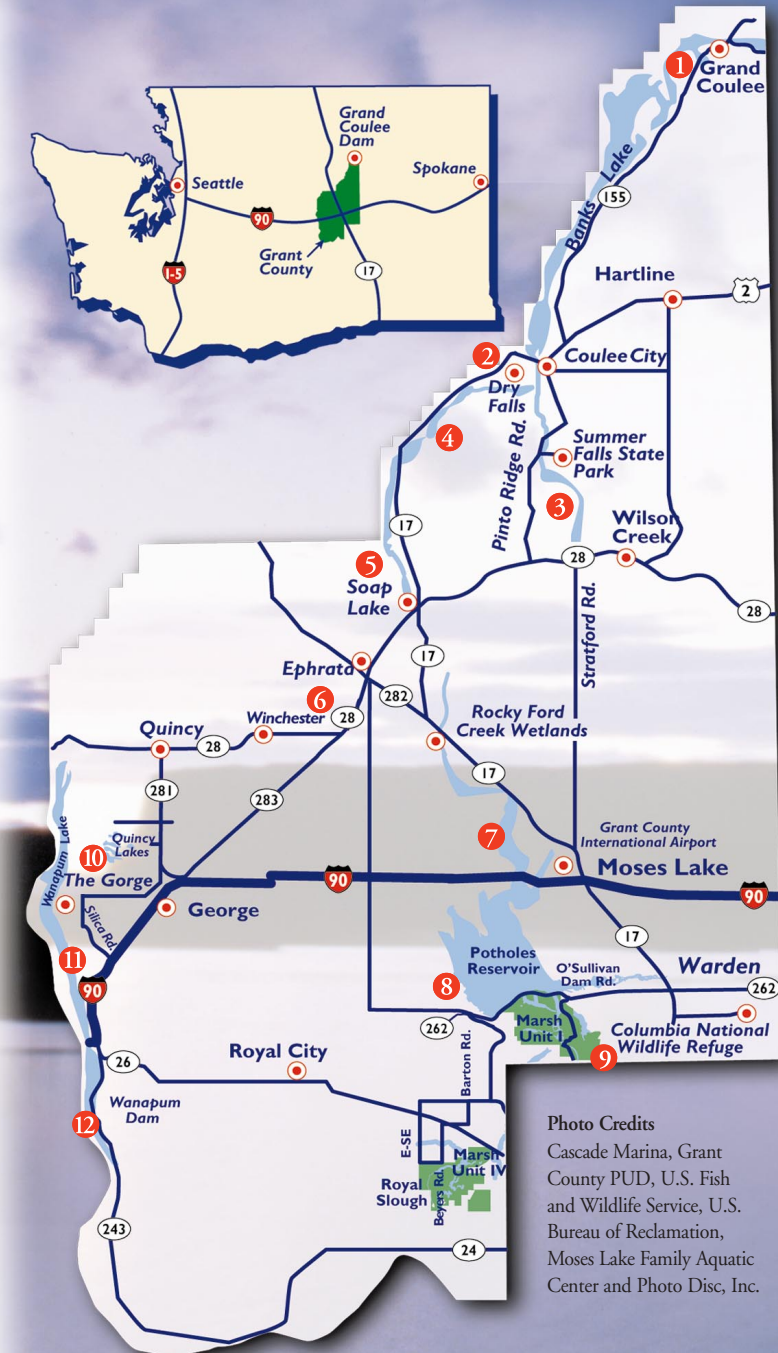 Grand
Coulee
Dam
Seattle
Spokane
90
Grant
County
I-5
17
1
Grand
Coulee
Banks Lake
155
Hartline
2
2
Coulee City
Dry
Falls
4
Pinto Ridge Rd.
Summer
Falls State
Park
3
17
Wilson
Creek
5
Soap
Lake
28
28
Stratford Rd.
17
Ephrata
282
6
Winchester
28
Rocky Ford
Creek Wetlands
Quincy
28
17
281
283
Wanapum Lake
Quincy
Lakes
10
The Gorge
7
Grant County
International Airport
Moses Lake
90
90
George
Silica Rd.
17
11
90
Potholes
Reservoir
O'Sullivan
Dam Rd.
Warden
262
8
262
Marsh
Unit I
Columbia National
Wildlife Refuge
9
26
Royal City
Barton Rd.
Wanapum
Dam
12
E-SE
Marsh
Unit IV
Royal
Slough
Beyers Rd.
243
24
Photo Credits
Cascade Marina, Grant
County PUD, U.S. Fish
and Wildlife Service, U.S.
Bureau of Reclamation,
Moses Lake Family Aquatic
Center and Photo Disc, Inc.